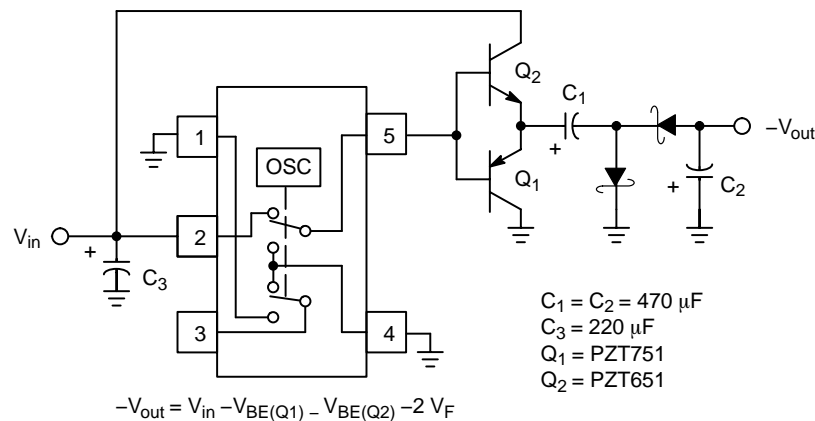 Q2
C1
1
5
+
−Vout
OSC
Q1
+
C2
Vin
2
+
C3
3
4
C1 = C2 = 470 μF
C3 = 220 μF
Q1 = PZT751
Q2 = PZT651
−Vout = Vin −VBE(Q1) − VBE(Q2) −2 VF